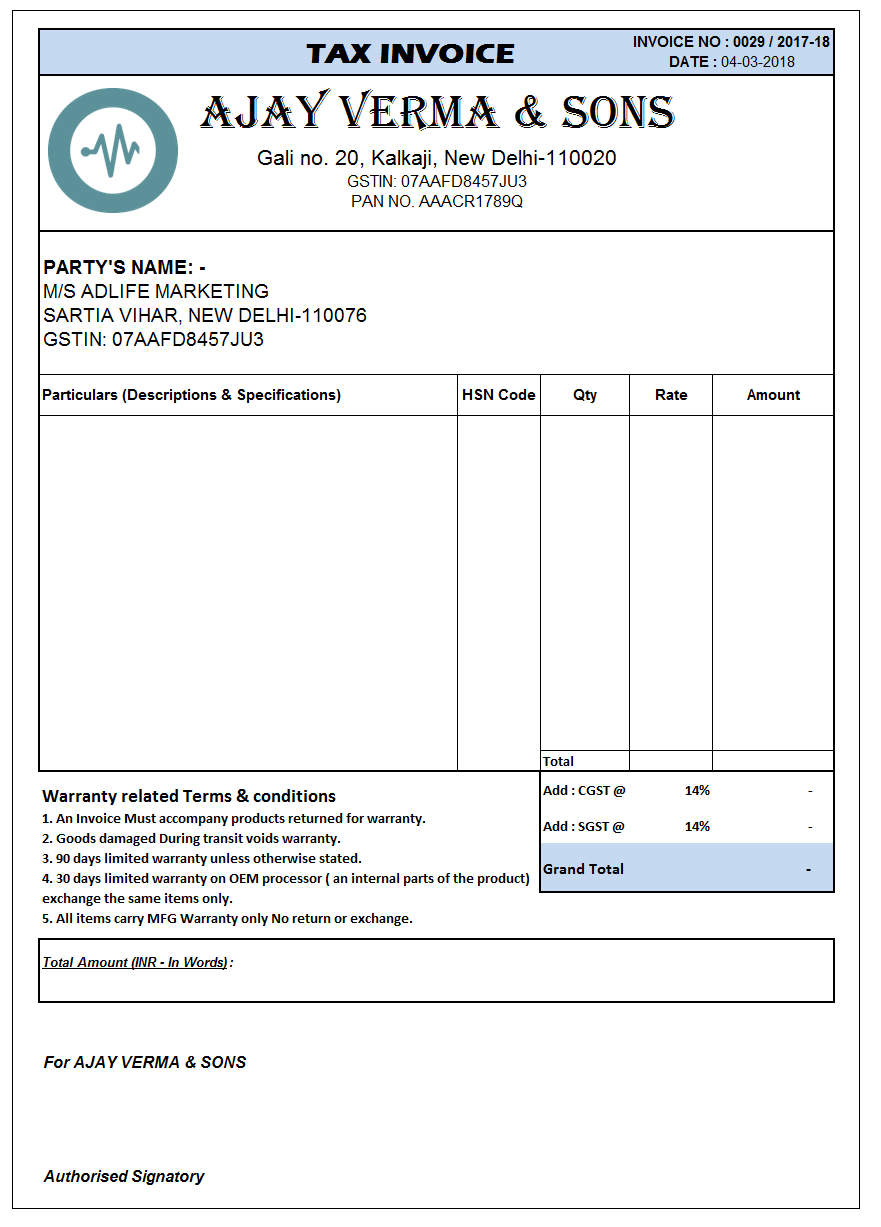 TAX INVOICE
INVOICE NO : 0029 / 2017-18
DATE : 04-03-2018
AJAY VERMA & SONS
Gali no. 20, Kalkaji, New Delhi-110020
GSTIN: 07AAFD8457JU3
PAN NO. AAACR1789Q
PARTY'S NAME: -
M/S ADLIFE MARKETING
SARTIA VIHAR, NEW DELHI-110076
GSTIN: 07AAFD8457JU3
Particulars (Descriptions & Specifications) HSN Code Qty Rate Amount
Total
Add : CGST @ 14% -
Add : SGST @ 14% -
Grand Total -
Warranty related Terms & conditions
1. An Invoice Must accompany products returned for warranty.
2. Goods damaged During transit voids warranty.
3. 90 days limited warranty unless otherwise stated.
4. 30 days limited warranty on OEM processor ( an internal parts of the product)
exchange the same items only.
5. All items carry MFG Warranty only No return or exchange.
Total Amount (INR - In Words) :
For AJAY VERMA & SONS
Authorised Signatory